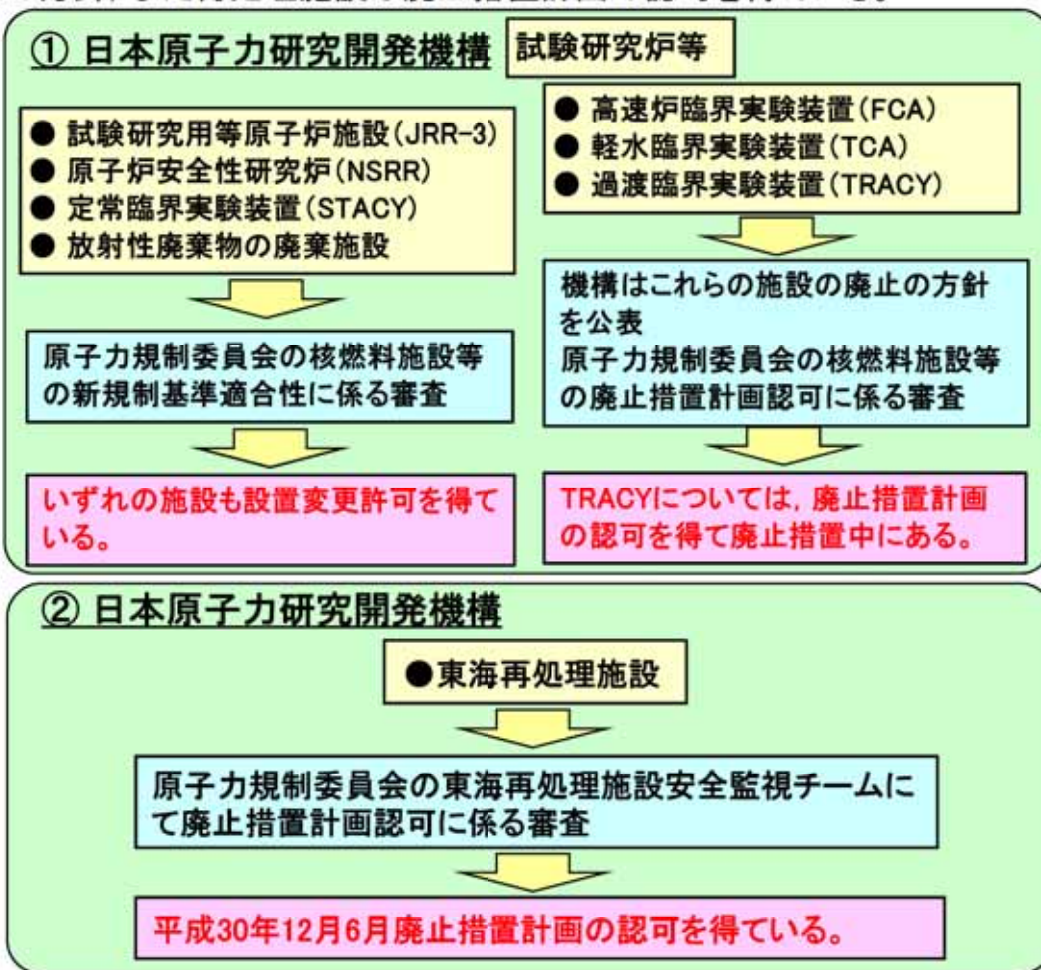 ① 日本原子力研究開発機構
試験研究炉等
● 試験研究用等原子炉施設(JRR-3)
● 原子炉安全性研究炉(NSRR)
● 定常臨界実験装置(STACY)
● 放射性廃棄物の廃棄施設
原子力規制委員会の核燃料施設等
の新規制基準適合性に係る審査
いずれの施設も設置変更許可を得て
いる。
● 高速炉臨界実験装置(FCA)
● 軽水臨界実験装置(TCA)
● 過渡臨界実験装置(TRACY)
機構はこれらの施設の廃止の方針
を公表
原子力規制委員会の核燃料施設等
の廃止措置計画認可に係る審査
TRACYについては, 廃止措置計画
の認可を得て廃止措置中にある。
② 日本原子力研究開発機構
●東海再処理施設
原子力規制委員会の東海再処理施設安全監視チームに
て廃止措置計画認可に係る審査
平成30年12月6月廃止措置計画の認可を得ている。